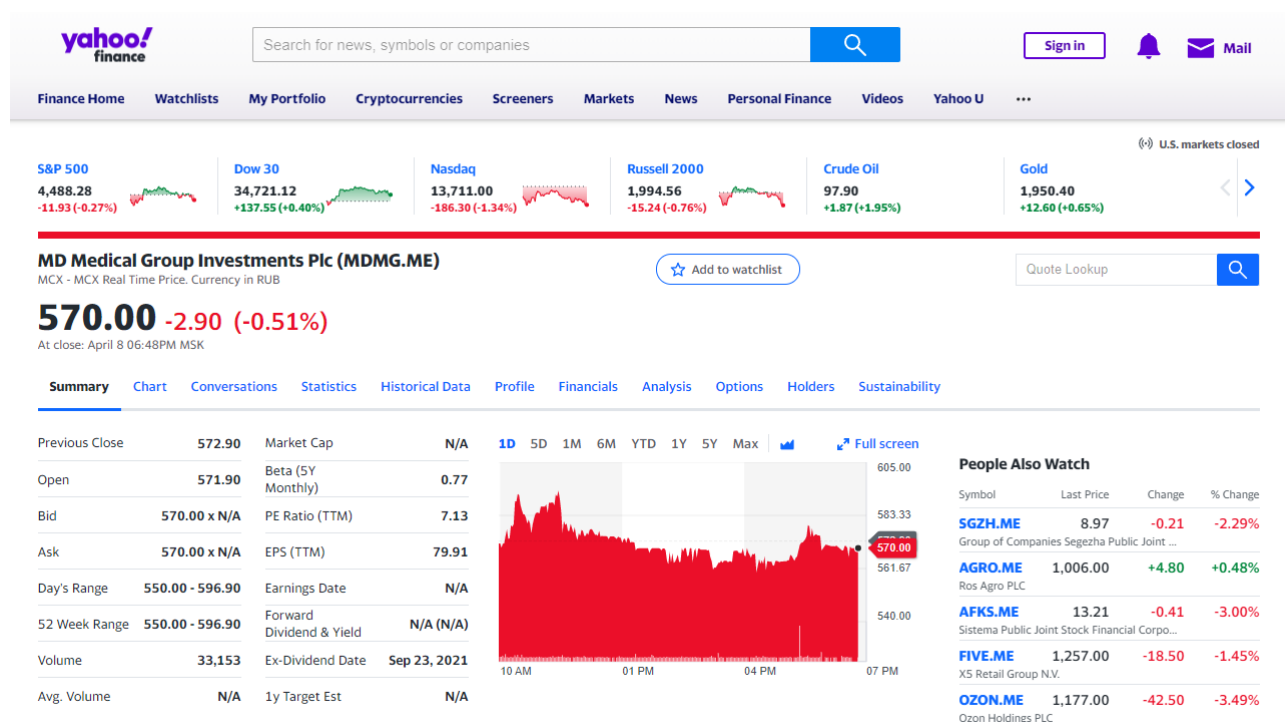 yahoo!
finance
Search for news, symbols or companies
Sign in
Mail
Finance Home Watchlists My Portfolio Cryptocurrencies Screeners Markets News Personal Finance Videos Yahoo U ...
U.S. markets closed
S&P 500 Dow 30 Nasdaq Russell 2000 Crude Oil Gold
4,488.28 34,721.12 13,711.00 1,994.56 97.90 1,950.40
-11.93 (-0.27%) +137.55 (+0.40%) -186.30 (-1.34%) -15.24 (-0.76%) +1.87 (+1.95%) +12.60 (+0.65%)
MD Medical Group Investments Plc (MDMG.ME)
MCX - MCX Real Time Price. Currency in RUB
Add to watchlist
Quote Lookup
570.00 -2.90 (-0.51%)
At close: April 8 06:48PM MSK
Summary Chart Conversations Statistics Historical Data Profile Financials Analysis Options Holders Sustainability
Previous Close 572.90
Open 571.90
Bid 570.00 x N/A
Ask 570.00 x N/A
Day's Range 550.00 - 596.90
52 Week Range 550.00 - 596.90
Volume 33,153
Avg. Volume N/A
Market Cap N/A
Beta (5Y
Monthly) 0.77
PE Ratio (TTM) 7.13
EPS (TTM) 79.91
Earnings Date N/A
Forward
Dividend & Yield N/A (N/A)
Ex-Dividend Date Sep 23, 2021
1y Target Est N/A
1D 5D 1M 6M YTD 1Y 5Y Max Full screen
605.00
583.33
570.00
561.67
540.00
10 AM 01 PM 04 PM 07 PM
People Also Watch
Symbol Last Price Change % Change
SGZH.ME 8.97 -0.21 -2.29%
Group of Companies Segezha Public Joint ...
AGRO.ME 1,006.00 +4.80 +0.48%
Ros Agro PLC
AFKS.ME 13.21 -0.41 -3.00%
Sistema Public Joint Stock Financial Corpo...
FIVE.ME 1,257.00 -18.50 -1.45%
X5 Retail Group N.V.
OZON.ME 1,177.00 -42.50 -3.49%
Ozon Holdings PLC